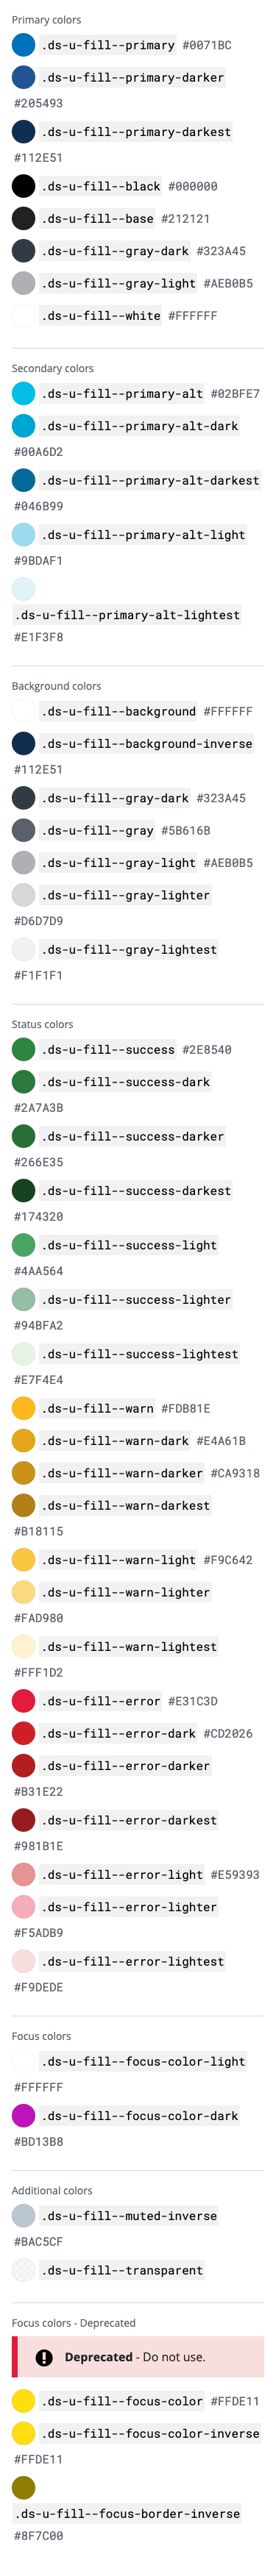 Primary colors
.ds-u-fill--primary #0071BC
.ds-u-fill--primary-darker
#205493
.ds-u-fill--primary-darkest
#112E51
.ds-u-fill--black #000000
.ds-u-fill--base #212121
.ds-u-fill--gray-dark #323A45
.ds-u-fill--gray-light #AEB0B5
.ds-u-fill--white #FFFFFF
Secondary colors
.ds-u-fill--primary-alt #02BFE7
.ds-u-fill--primary-alt-dark
#00A6D2
.ds-u-fill--primary-alt-darkest
#046B99
.ds-u-fill--primary-alt-light
#9BDAF1
.ds-u-fill--primary-alt-lightest
#E1F3F8
Background colors
.ds-u-fill--background #FFFFFF
.ds-u-fill--background-inverse
#112E51
.ds-u-fill--gray-dark #323A45
.ds-u-fill--gray #5B616B
.ds-u-fill--gray-light #AEB0B5
.ds-u-fill--gray-lighter
#D6D7D9
.ds-u-fill--gray-lightest
#F1F1F1
Status colors
.ds-u-fill--success #2E8540
.ds-u-fill--success-dark
#2A7A3B
.ds-u-fill--success-darker
#266E35
.ds-u-fill--success-darkest
#174320
.ds-u-fill--success-light
#4AA564
.ds-u-fill--success-lighter
#94BFA2
.ds-u-fill--success-lightest
#E7F4E4
.ds-u-fill--warn #FDB81E
.ds-u-fill--warn-dark #E4A61B
.ds-u-fill--warn-darker #CA9318
.ds-u-fill--warn-darkest
#B18115
.ds-u-fill--warn-light #F9C642
.ds-u-fill--warn-lighter
#FAD980
.ds-u-fill--warn-lightest
#FFF1D2
.ds-u-fill--error #E31C3D
.ds-u-fill--error-dark #CD2026
.ds-u-fill--error-darker
#B31E22
.ds-u-fill--error-darkest
#981B1E
.ds-u-fill--error-light #E59393
.ds-u-fill--error-lighter
#F5ADB9
.ds-u-fill--error-lightest
#F9DEDE
Focus colors
.ds-u-fill--focus-color-light
#FFFFFF
.ds-u-fill--focus-color-dark
#BD13B8
Additional colors
.ds-u-fill--muted-inverse
#BAC5CF
.ds-u-fill--transparent
Focus colors - Deprecated
Deprecated - Do not use.
.ds-u-fill--focus-color #FFDE11
.ds-u-fill--focus-color-inverse
#FFDE11
.ds-u-fill--focus-border-inverse
#8F7C00